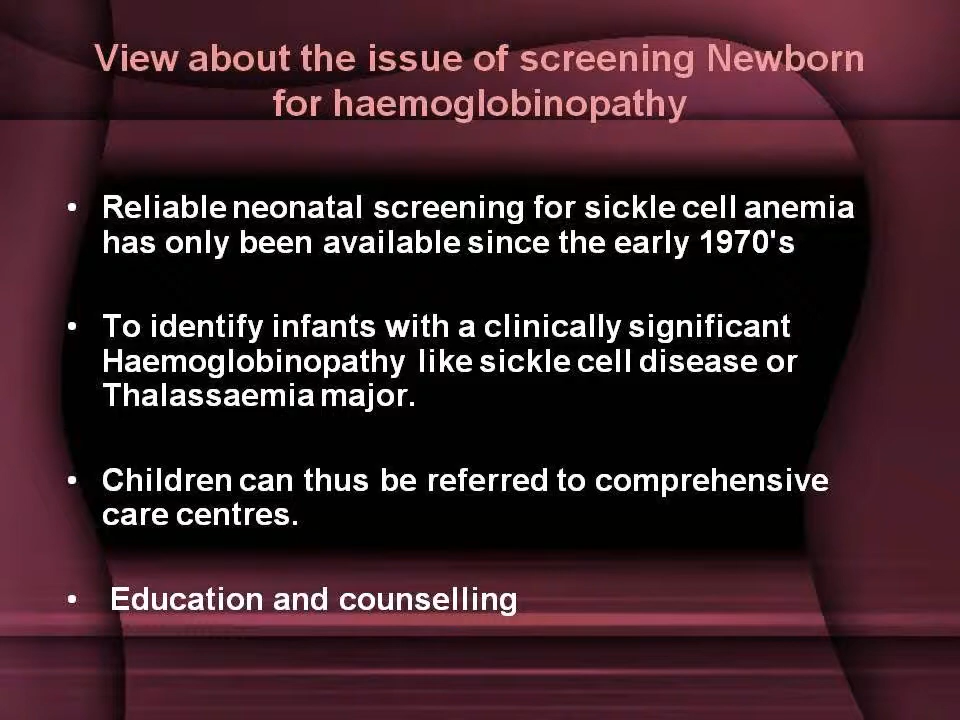 View about the issue of screening Newborn
for haemoglobinopathy
• Reliable neonatal screening for sickle cell anemia
has only been available since the early 1970's
• To identify infants with a clinically significant
Haemoglobinopathy like sickle cell disease or
Thalassaemia major.
• Children can thus be referred to comprehensive
care centres.
• Education and counselling